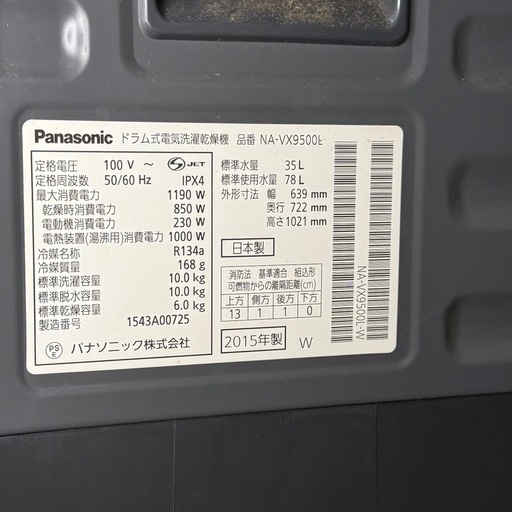 Panasonic ドラム式電気洗濯乾燥機 品番 NA-VX9500L
定格電圧 100 V ~ S JET
定格周波数 50/60 Hz IPX4
最大消費電力 1190 W
乾燥時消費電力 850 W
電動機消費電力 230 W
電熱装置(湯沸用)消費電力 1000 W
冷媒名称 R134a
冷媒質量 168 g
標準洗濯容量 10.0 kg
標準脱水容量 10.0 kg
標準乾燥容量 6.0 kg
製造番号 1543A00725
PS E パナソニック株式会社
標準水量 35 L
標準使用水量 78 L
外形寸法 幅 639 mm
奥行 722 mm
高さ 1021 mm
日本製
消防法 基準適合 組込形
可燃物からの離隔距離(cm)
上方 側方 後方 下方
13 1 1 0
2015年製 W
NA-VX9500L-W